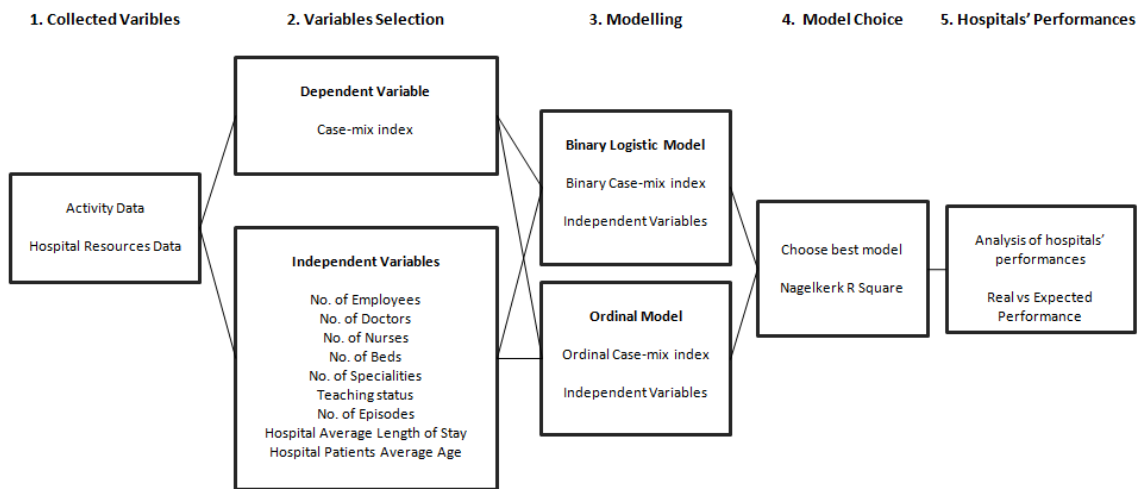 1. Collected Varibles
2. Variables Selection
3. Modelling
4. Model Choice
5. Hospitals' Performances
Activity Data
Hospital Resources Data
Dependent Variable
Case-mix index
Independent Variables
No. of Employees
No. of Doctors
No. of Nurses
No. of Beds
No. of Specialities
Teaching status
No. of Episodes
Hospital Average Length of Stay
Hospital Patients Average Age
Binary Logistic Model
Binary Case-mix index
Independent Variables
Ordinal Model
Ordinal Case-mix index
Independent Variables
Choose best model
Nagelkerk R Square
Analysis of hospitals'
performances
Real vs Expected
Performance